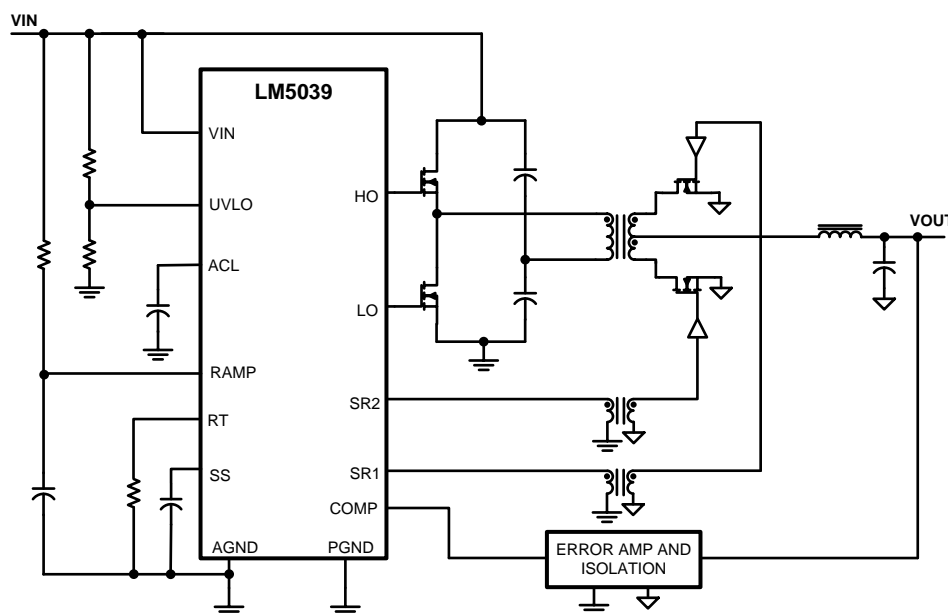 VIN
LM5039
VIN
UVLO
ACL
RAMP
RT
SS
AGND
PGND
HO
LO
SR2
SR1
COMP
VOUT
ERROR AMP AND
ISOLATION